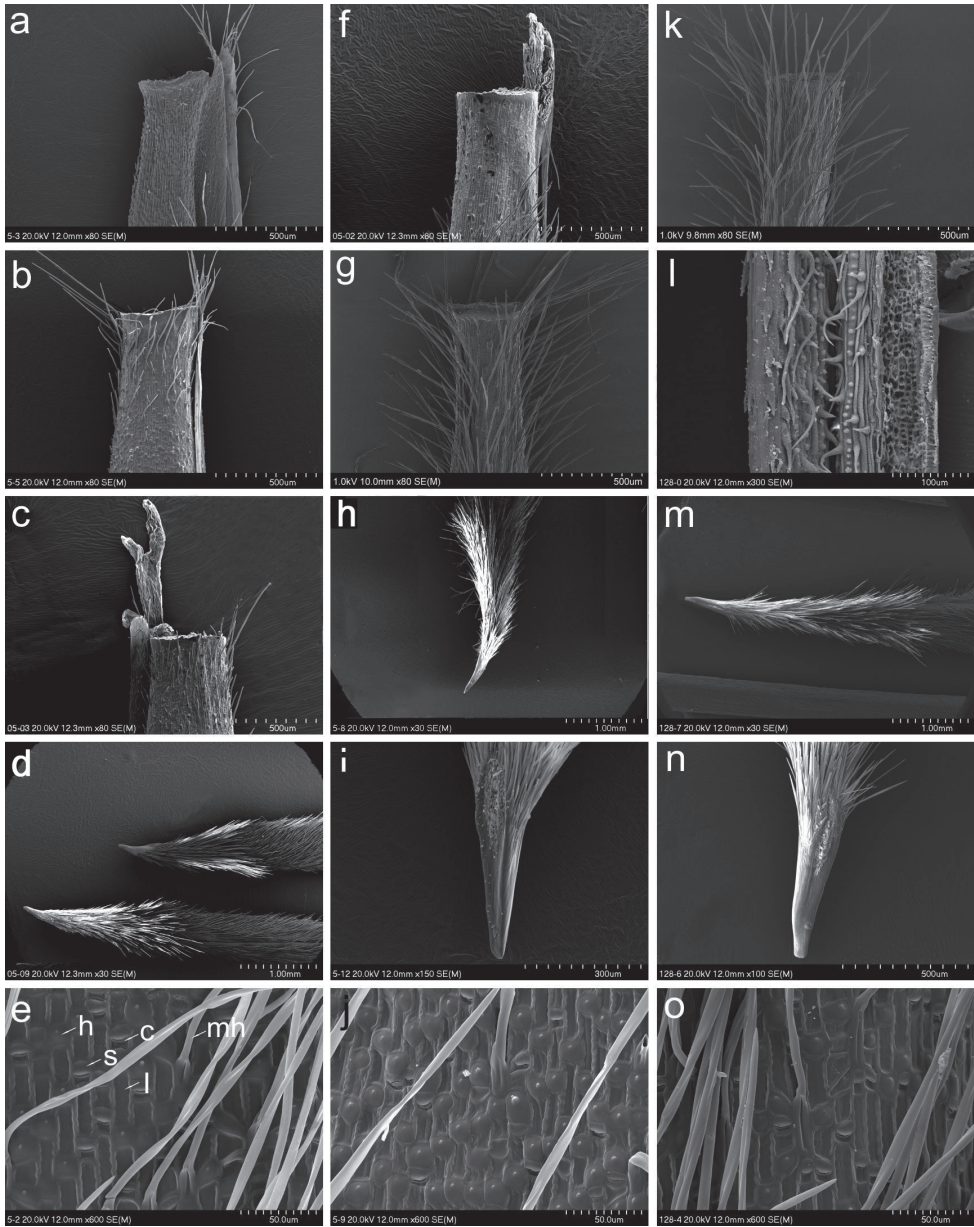 a
5-3 20.0kV 12.0mm x80 SE(M) 500um
f
05-02 20.0kV 12.3mm x60 SE(M) 500um
k
1.0kV 9.8mm x80 SE(M) 500um
b
5-5 20.0kV 12.0mm x80 SE(M) 500um
g
1.0kV 10.0mm x80 SE(M) 500um
l
128-0 20.0kV 12.0mm x300 SE(M) 100um
c
05-03 20.0kV 12.3mm x80 SE(M) 500um
h
5-8 20.0kV 12.0mm x30 SE(M) 1.00mm
m
128-7 20.0kV 12.0mm x30 SE(M) 1.00mm
d
05-09 20.0kV 12.3mm x30 SE(M) 1.00mm
i
5-12 20.0kV 12.0mm x150 SE(M) 300um
n
128-6 20.0kV 12.0mm x100 SE(M) 500um
e
h
c
mh
s
l
5-2 20.0kV 12.0mm x600 SE(M) 50.0um
j
5-9 20.0kV 12.0mm x600 SE(M) 50.0um
o
128-4 20.0kV 12.0mm x600 SE(M) 50.0um